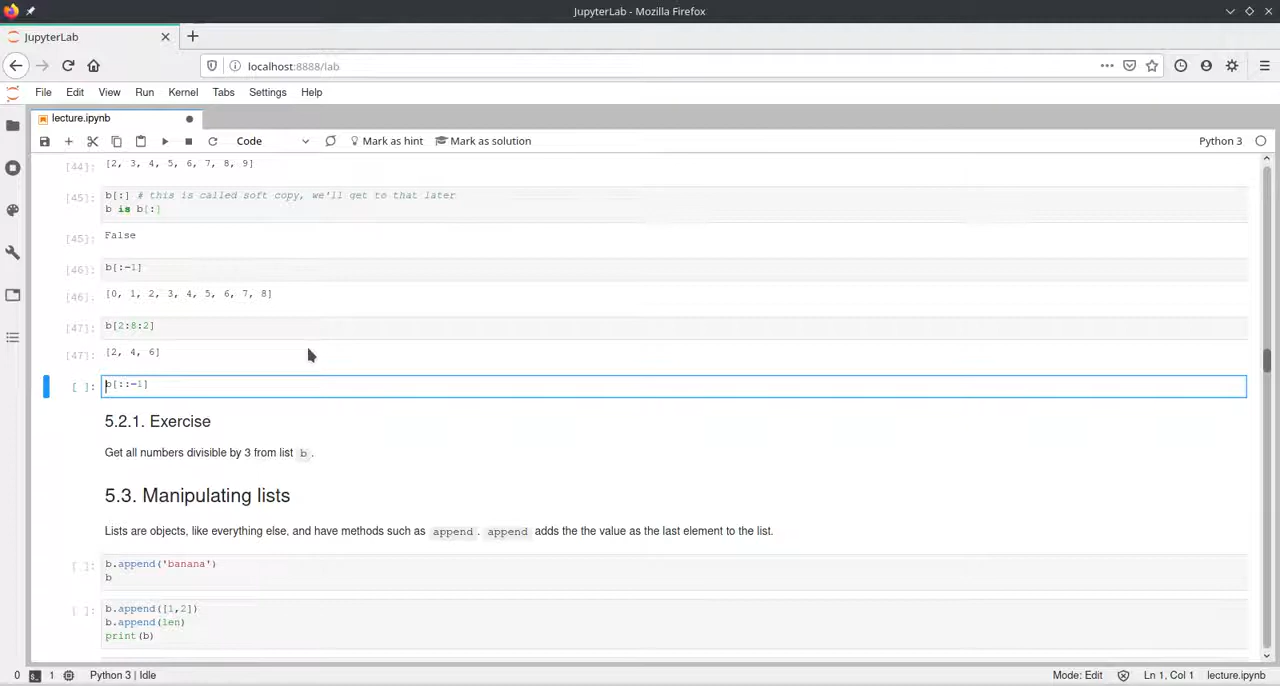 JupyterLab - Mozilla Firefox
JupyterLab
localhost:8888/lab
File Edit View Run Kernel Tabs Settings Help
lecture.ipynb
Code Mark as hint Mark as solution Python 3
[44]: [2, 3, 4, 5, 6, 7, 8, 9]
[45]: b[:] # this is called soft copy, we'll get to that later
b is b[:]
[45]: False
[46]: b[:-1]
[46]: [0, 1, 2, 3, 4, 5, 6, 7, 8]
[47]: b[2:8:2]
[47]: [2, 4, 6]
[ ]: b[::-1]
5.2.1. Exercise
Get all numbers divisible by 3 from list b.
5.3. Manipulating lists
Lists are objects, like everything else, and have methods such as append. append adds the the value as the last element to the list.
[ ]: b.append('banana')
b
[ ]: b.append([1,2])
b.append(len)
print(b)
0 1 Python 3 | Idle Mode: Edit Ln 1, Col 1 lecture.ipynb